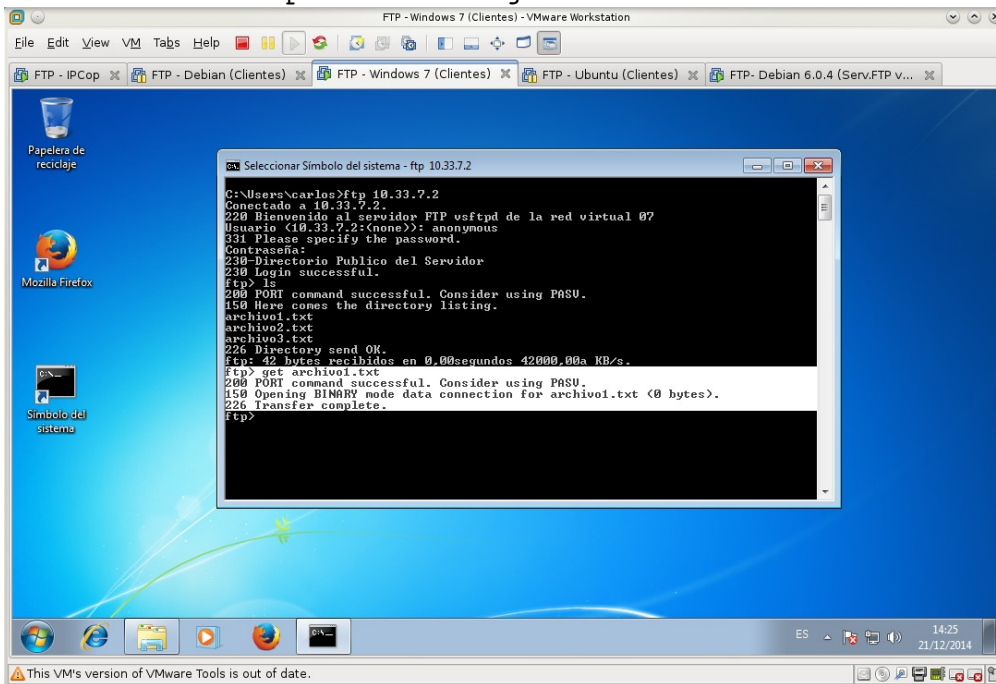 FTP - Windows 7 (Clientes) - VMware Workstation
File Edit View VM Tabs Help
FTP - IPCop FTP - Debian (Clientes) FTP - Windows 7 (Clientes) FTP - Ubuntu (Clientes) FTP- Debian 6.0.4 (Serv.FTP v...
Papelera de
reciclaje
Mozilla Firefox
Símbolo del
sistema
Seleccionar Símbolo del sistema - ftp 10.33.7.2
C:\Users\carlos>ftp 10.33.7.2
Conectado a 10.33.7.2.
220 Bienvenido al servidor FTP vsftpd de la red virtual 07
Usuario (10.33.7.2:(none)): anonymous
331 Please specify the password.
Contraseña:
230-Directorio Publico del Servidor
230 Login successful.
ftp> ls
200 PORT command successful. Consider using PASV.
150 Here comes the directory listing.
archivo1.txt
archivo2.txt
archivo3.txt
226 Directory send OK.
ftp: 42 bytes recibidos en 0,00segundos 42000,00a KB/s.
ftp> get archivo1.txt
200 PORT command successful. Consider using PASV.
150 Opening BINARY mode data connection for archivo1.txt (0 bytes).
226 Transfer complete.
ftp>
ES
14:25
21/12/2014
This VM's version of VMware Tools is out of date.